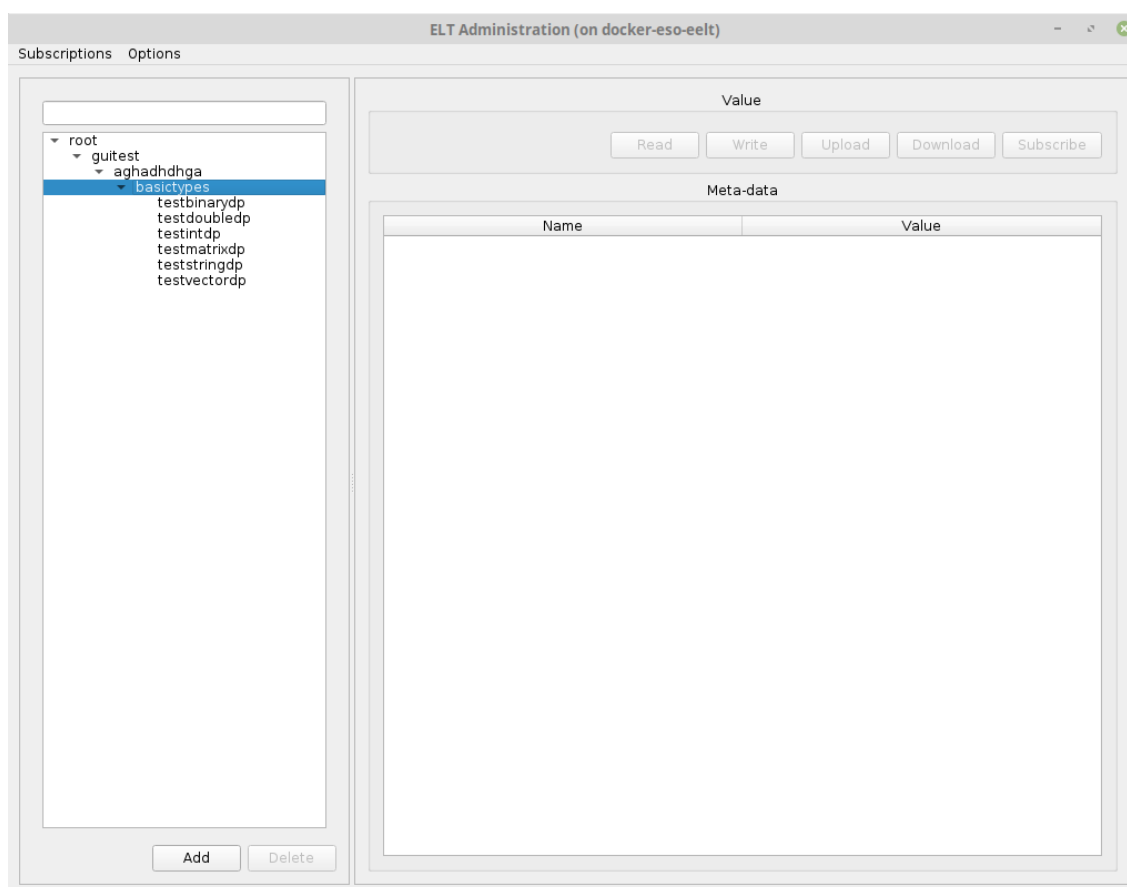 ELT Administration (on docker-eso-eelt)
Subscriptions Options
root
guitest
aghadhdhga
basictypes
testbinarydp
testdoubledp
testintdp
testmatrixdp
teststringdp
testvectordp
Add Delete
Value
Read Write Upload Download Subscribe
Meta-data
Name Value